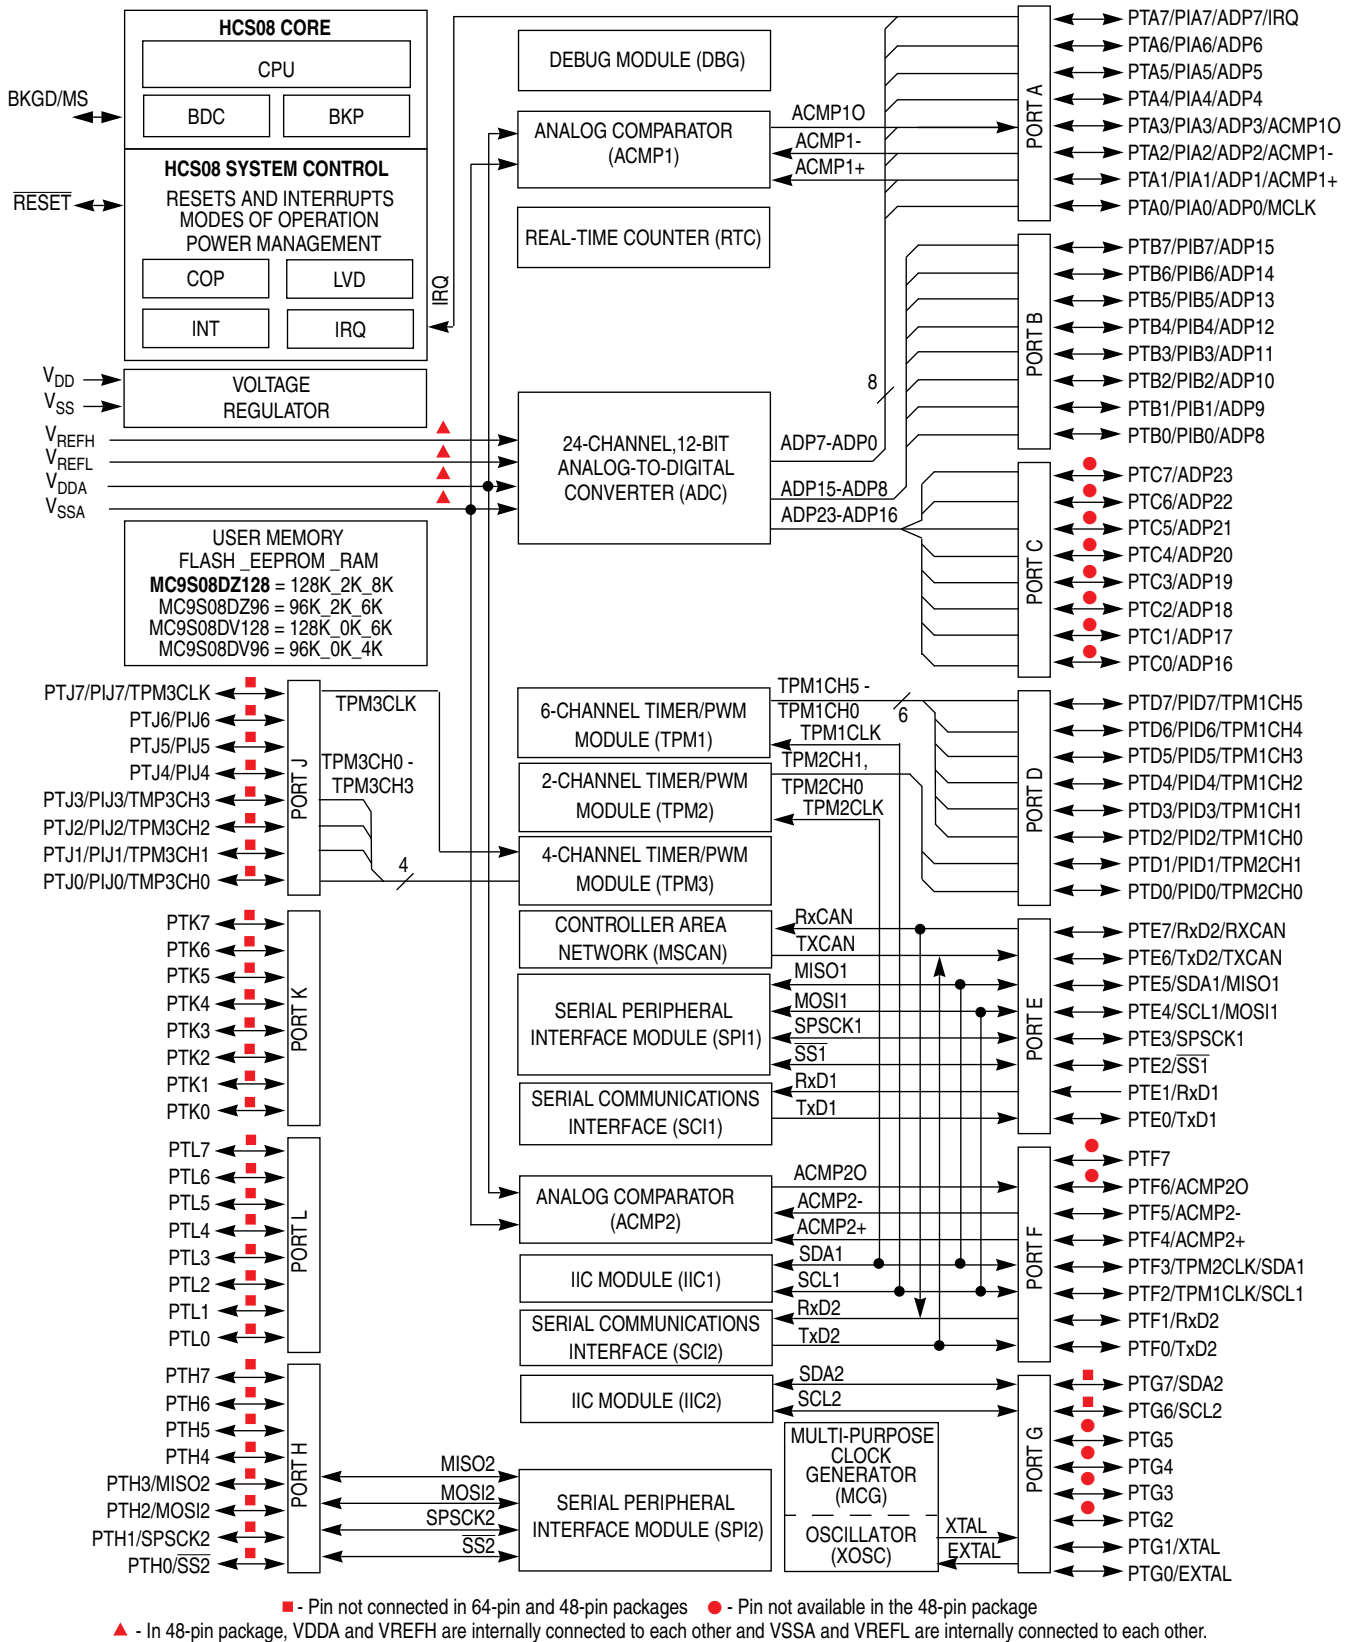 HCS08 CORE
CPU
BDC
BKP
BKGD/MS
HCS08 SYSTEM CONTROL
RESETS AND INTERRUPTS
MODES OF OPERATION
POWER MANAGEMENT
COP
LVD
INT
IRQ
RESET
IRQ
VDD
VSS
VOLTAGE
REGULATOR
VREFH
VREFL
VDDA
VSSA
USER MEMORY
FLASH _EEPROM _RAM
MC9S08DZ128 = 128K_2K_8K
MC9S08DZ96 = 96K_2K_6K
MC9S08DV128 = 128K_0K_6K
MC9S08DV96 = 96K_0K_4K
DEBUG MODULE (DBG)
ANALOG COMPARATOR
(ACMP1)
ACMP1O
ACMP1-
ACMP1+
REAL-TIME COUNTER (RTC)
24-CHANNEL,12-BIT
ANALOG-TO-DIGITAL
CONVERTER (ADC)
8
ADP7-ADP0
ADP15-ADP8
ADP23-ADP16
PORT A
PTA7/PIA7/ADP7/IRQ
PTA6/PIA6/ADP6
PTA5/PIA5/ADP5
PTA4/PIA4/ADP4
PTA3/PIA3/ADP3/ACMP1O
PTA2/PIA2/ADP2/ACMP1-
PTA1/PIA1/ADP1/ACMP1+
PTA0/PIA0/ADP0/MCLK
PORT B
PTB7/PIB7/ADP15
PTB6/PIB6/ADP14
PTB5/PIB5/ADP13
PTB4/PIB4/ADP12
PTB3/PIB3/ADP11
PTB2/PIB2/ADP10
PTB1/PIB1/ADP9
PTB0/PIB0/ADP8
PORT C
PTC7/ADP23
PTC6/ADP22
PTC5/ADP21
PTC4/ADP20
PTC3/ADP19
PTC2/ADP18
PTC1/ADP17
PTC0/ADP16
PTJ7/PIJ7/TPM3CLK
PTJ6/PIJ6
PTJ5/PIJ5
PTJ4/PIJ4
PTJ3/PIJ3/TMP3CH3
PTJ2/PIJ2/TPM3CH2
PTJ1/PIJ1/TPM3CH1
PTJ0/PIJ0/TMP3CH0
PORT J
TPM3CLK
TPM3CH0 -
TPM3CH3
4
6-CHANNEL TIMER/PWM
MODULE (TPM1)
TPM1CH5 -
TPM1CH0
6
TPM1CLK
2-CHANNEL TIMER/PWM
MODULE (TPM2)
TPM2CH1,
TPM2CH0
TPM2CLK
4-CHANNEL TIMER/PWM
MODULE (TPM3)
PORT D
PTD7/PID7/TPM1CH5
PTD6/PID6/TPM1CH4
PTD5/PID5/TPM1CH3
PTD4/PID4/TPM1CH2
PTD3/PID3/TPM1CH1
PTD2/PID2/TPM1CH0
PTD1/PID1/TPM2CH1
PTD0/PID0/TPM2CH0
PTK7
PTK6
PTK5
PTK4
PTK3
PTK2
PTK1
PTK0
PORT K
CONTROLLER AREA
NETWORK (MSCAN)
RxCAN
TXCAN
SERIAL PERIPHERAL
INTERFACE MODULE (SPI1)
MISO1
MOSI1
SPSCK1
SS1
SERIAL COMMUNICATIONS
INTERFACE (SCI1)
RxD1
TxD1
PORT E
PTE7/RxD2/RXCAN
PTE6/TxD2/TXCAN
PTE5/SDA1/MISO1
PTE4/SCL1/MOSI1
PTE3/SPSCK1
PTE2/SS1
PTE1/RxD1
PTE0/TxD1
PTL7
PTL6
PTL5
PTL4
PTL3
PTL2
PTL1
PTL0
PORT L
ANALOG COMPARATOR
(ACMP2)
ACMP2O
ACMP2-
ACMP2+
IIC MODULE (IIC1)
SDA1
SCL1
SERIAL COMMUNICATIONS
INTERFACE (SCI2)
RxD2
TxD2
PORT F
PTF7
PTF6/ACMP2O
PTF5/ACMP2-
PTF4/ACMP2+
PTF3/TPM2CLK/SDA1
PTF2/TPM1CLK/SCL1
PTF1/RxD2
PTF0/TxD2
PTH7
PTH6
PTH5
PTH4
PTH3/MISO2
PTH2/MOSI2
PTH1/SPSCK2
PTH0/SS2
PORT H
MISO2
MOSI2
SPSCK2
SS2
IIC MODULE (IIC2)
SDA2
SCL2
SERIAL PERIPHERAL
INTERFACE MODULE (SPI2)
MULTI-PURPOSE
CLOCK
GENERATOR
(MCG)
OSCILLATOR
(XOSC)
XTAL
EXTAL
PORT G
PTG7/SDA2
PTG6/SCL2
PTG5
PTG4
PTG3
PTG2
PTG1/XTAL
PTG0/EXTAL
- Pin not connected in 64-pin and 48-pin packages
- Pin not available in the 48-pin package
- In 48-pin package, VDDA and VREFH are internally connected to each other and VSSA and VREFL are internally connected to each other.